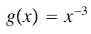 g(x) = x⁻³